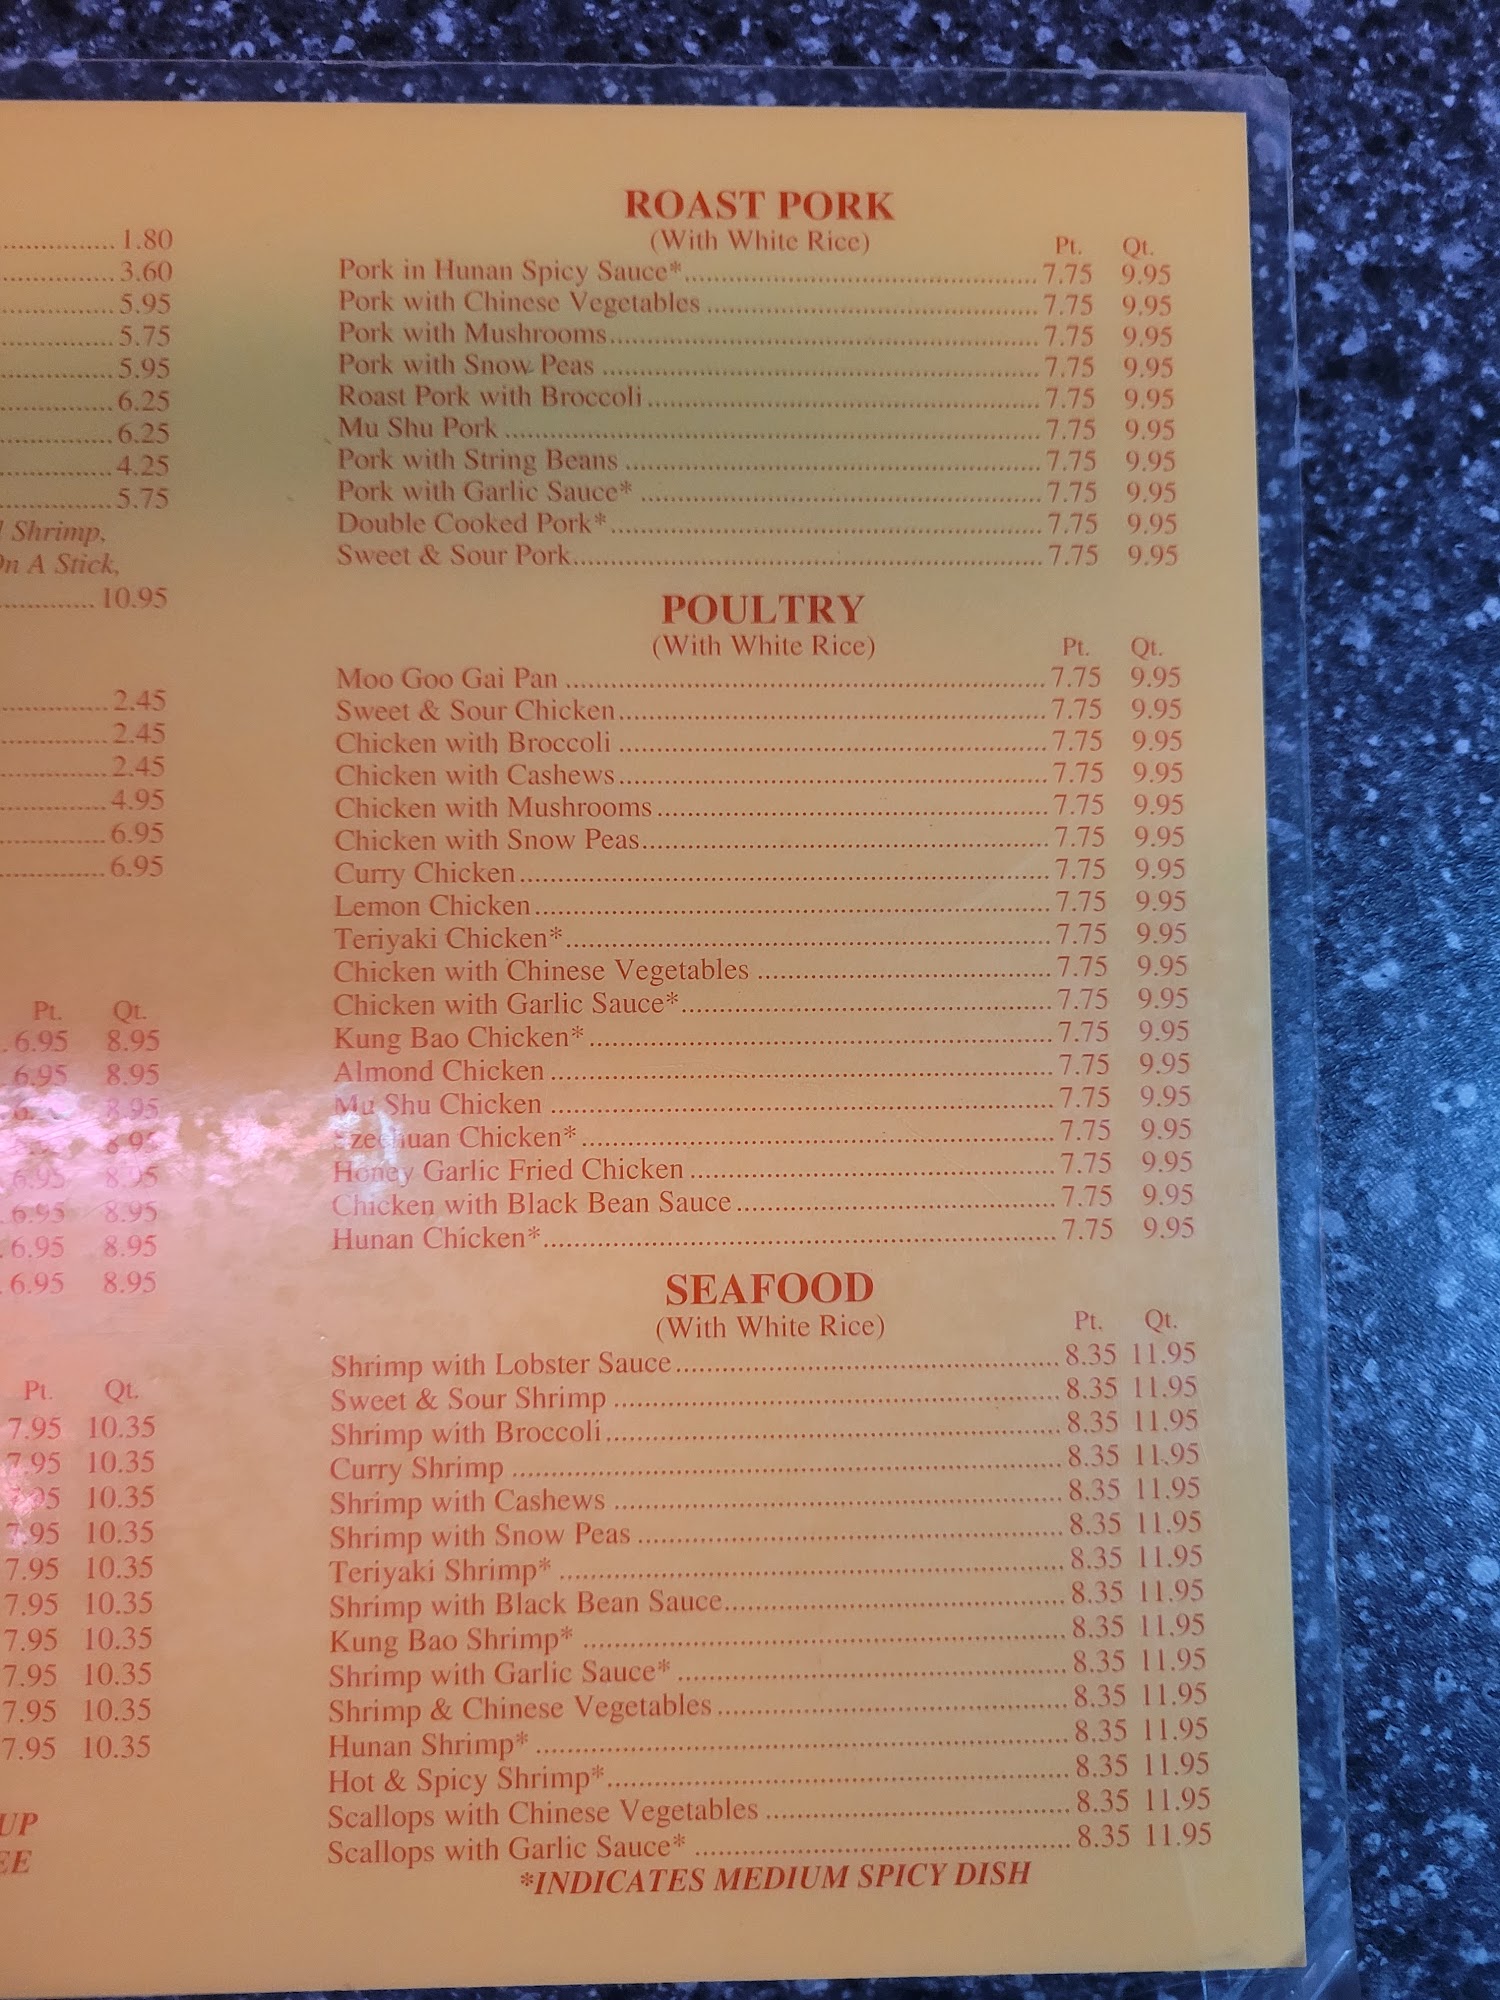 1.80
3.60
5.95
5.75
5.95
6.25
6.25
4.25
5.75
Shrimp,
On A Stick,
10.95
2.45
2.45
2.45
4.95
6.95
6.95
Pt. Qt.
6.95 8.95
6.95 8.95
8.95
8.95
6.95 8.95
6.95 8.95
6.95 8.95
6.95 8.95
Pt. Qt.
7.95 10.35
7.95 10.35
7.95 10.35
7.95 10.35
7.95 10.35
7.95 10.35
7.95 10.35
7.95 10.35
7.95 10.35
7.95 10.35
UP
EE
ROAST PORK
(With White Rice) Pt. Qt.
Pork in Hunan Spicy Sauce* 7.75 9.95
Pork with Chinese Vegetables 7.75 9.95
Pork with Mushrooms 7.75 9.95
Pork with Snow Peas 7.75 9.95
Roast Pork with Broccoli 7.75 9.95
Mu Shu Pork 7.75 9.95
Pork with String Beans 7.75 9.95
Pork with Garlic Sauce* 7.75 9.95
Double Cooked Pork* 7.75 9.95
Sweet & Sour Pork 7.75 9.95
POULTRY
(With White Rice) Pt. Qt.
Moo Goo Gai Pan 7.75 9.95
Sweet & Sour Chicken 7.75 9.95
Chicken with Broccoli 7.75 9.95
Chicken with Cashews 7.75 9.95
Chicken with Mushrooms 7.75 9.95
Chicken with Snow Peas 7.75 9.95
Curry Chicken 7.75 9.95
Lemon Chicken 7.75 9.95
Teriyaki Chicken* 7.75 9.95
Chicken with Chinese Vegetables 7.75 9.95
Chicken with Garlic Sauce* 7.75 9.95
Kung Bao Chicken* 7.75 9.95
Almond Chicken 7.75 9.95
Mu Shu Chicken 7.75 9.95
Szechuan Chicken* 7.75 9.95
Honey Garlic Fried Chicken 7.75 9.95
Chicken with Black Bean Sauce 7.75 9.95
Hunan Chicken* 7.75 9.95
SEAFOOD
(With White Rice) Pt. Qt.
Shrimp with Lobster Sauce 8.35 11.95
Sweet & Sour Shrimp 8.35 11.95
Shrimp with Broccoli 8.35 11.95
Curry Shrimp 8.35 11.95
Shrimp with Cashews 8.35 11.95
Shrimp with Snow Peas 8.35 11.95
Teriyaki Shrimp* 8.35 11.95
Shrimp with Black Bean Sauce 8.35 11.95
Kung Bao Shrimp* 8.35 11.95
Shrimp with Garlic Sauce* 8.35 11.95
Shrimp & Chinese Vegetables 8.35 11.95
Hunan Shrimp* 8.35 11.95
Hot & Spicy Shrimp* 8.35 11.95
Scallops with Chinese Vegetables 8.35 11.95
Scallops with Garlic Sauce* 8.35 11.95
*INDICATES MEDIUM SPICY DISH